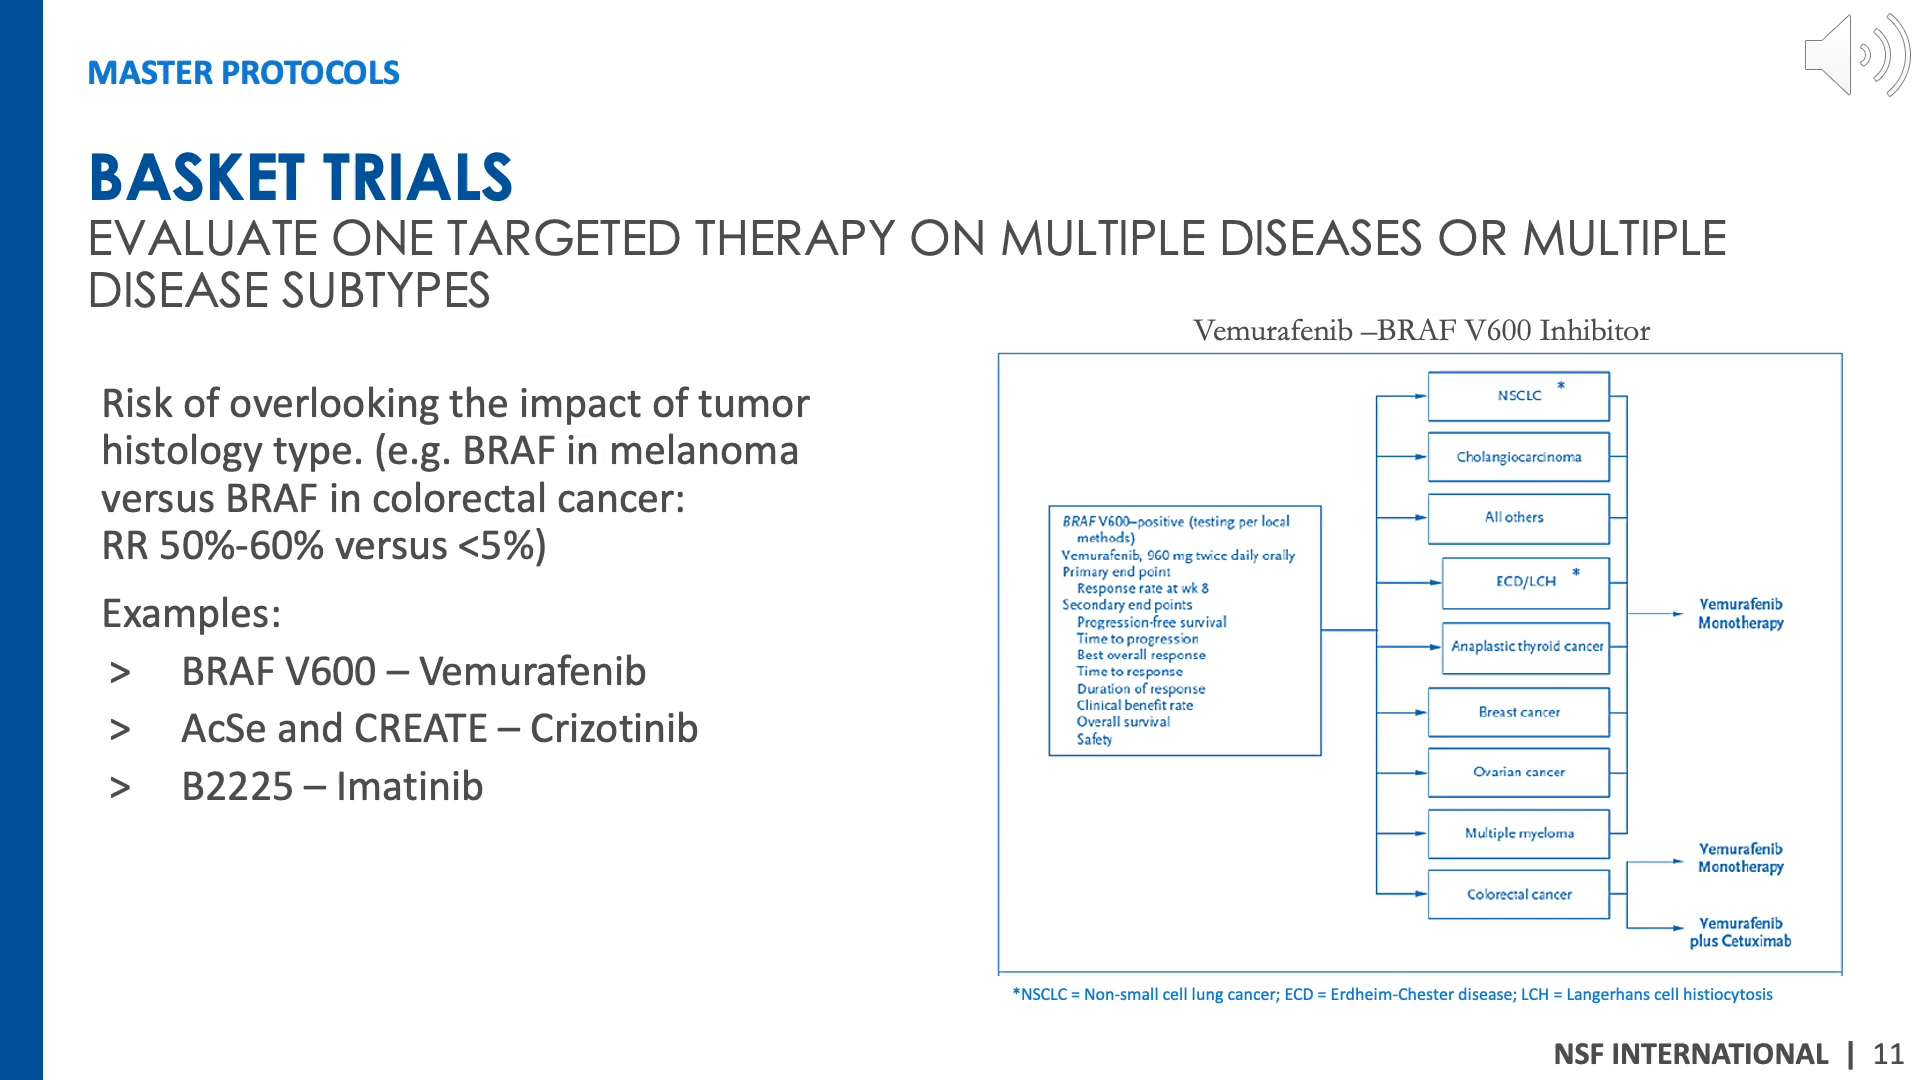 MASTER PROTOCOLS
BASKET TRIALS
EVALUATE ONE TARGETED THERAPY ON MULTIPLE DISEASES OR MULTIPLE
DISEASE SUBTYPES
Risk of overlooking the impact of tumor
histology type. (e.g. BRAF in melanoma
versus BRAF in colorectal cancer:
RR 50%-60% versus <5%)
Examples:
> BRAF V600 – Vemurafenib
> AcSe and CREATE – Crizotinib
> B2225 – Imatinib
Vemurafenib –BRAF V600 Inhibitor
BRAF V600–positive (testing per local
methods)
Vemurafenib, 960 mg twice daily orally
Primary end point
Response rate at wk 8
Secondary end points
Progression-free survival
Time to progression
Best overall response
Time to response
Duration of response
Clinical benefit rate
Overall survival
Safety
NSCLC *
Cholangiocarcinoma
All others
ECD/LCH *
Anaplastic thyroid cancer
Breast cancer
Ovarian cancer
Multiple myeloma
Colorectal cancer
Vemurafenib
Monotherapy
Vemurafenib
Monotherapy
Vemurafenib
plus Cetuximab
*NSCLC = Non-small cell lung cancer; ECD = Erdheim-Chester disease; LCH = Langerhans cell histiocytosis
NSF INTERNATIONAL | 11